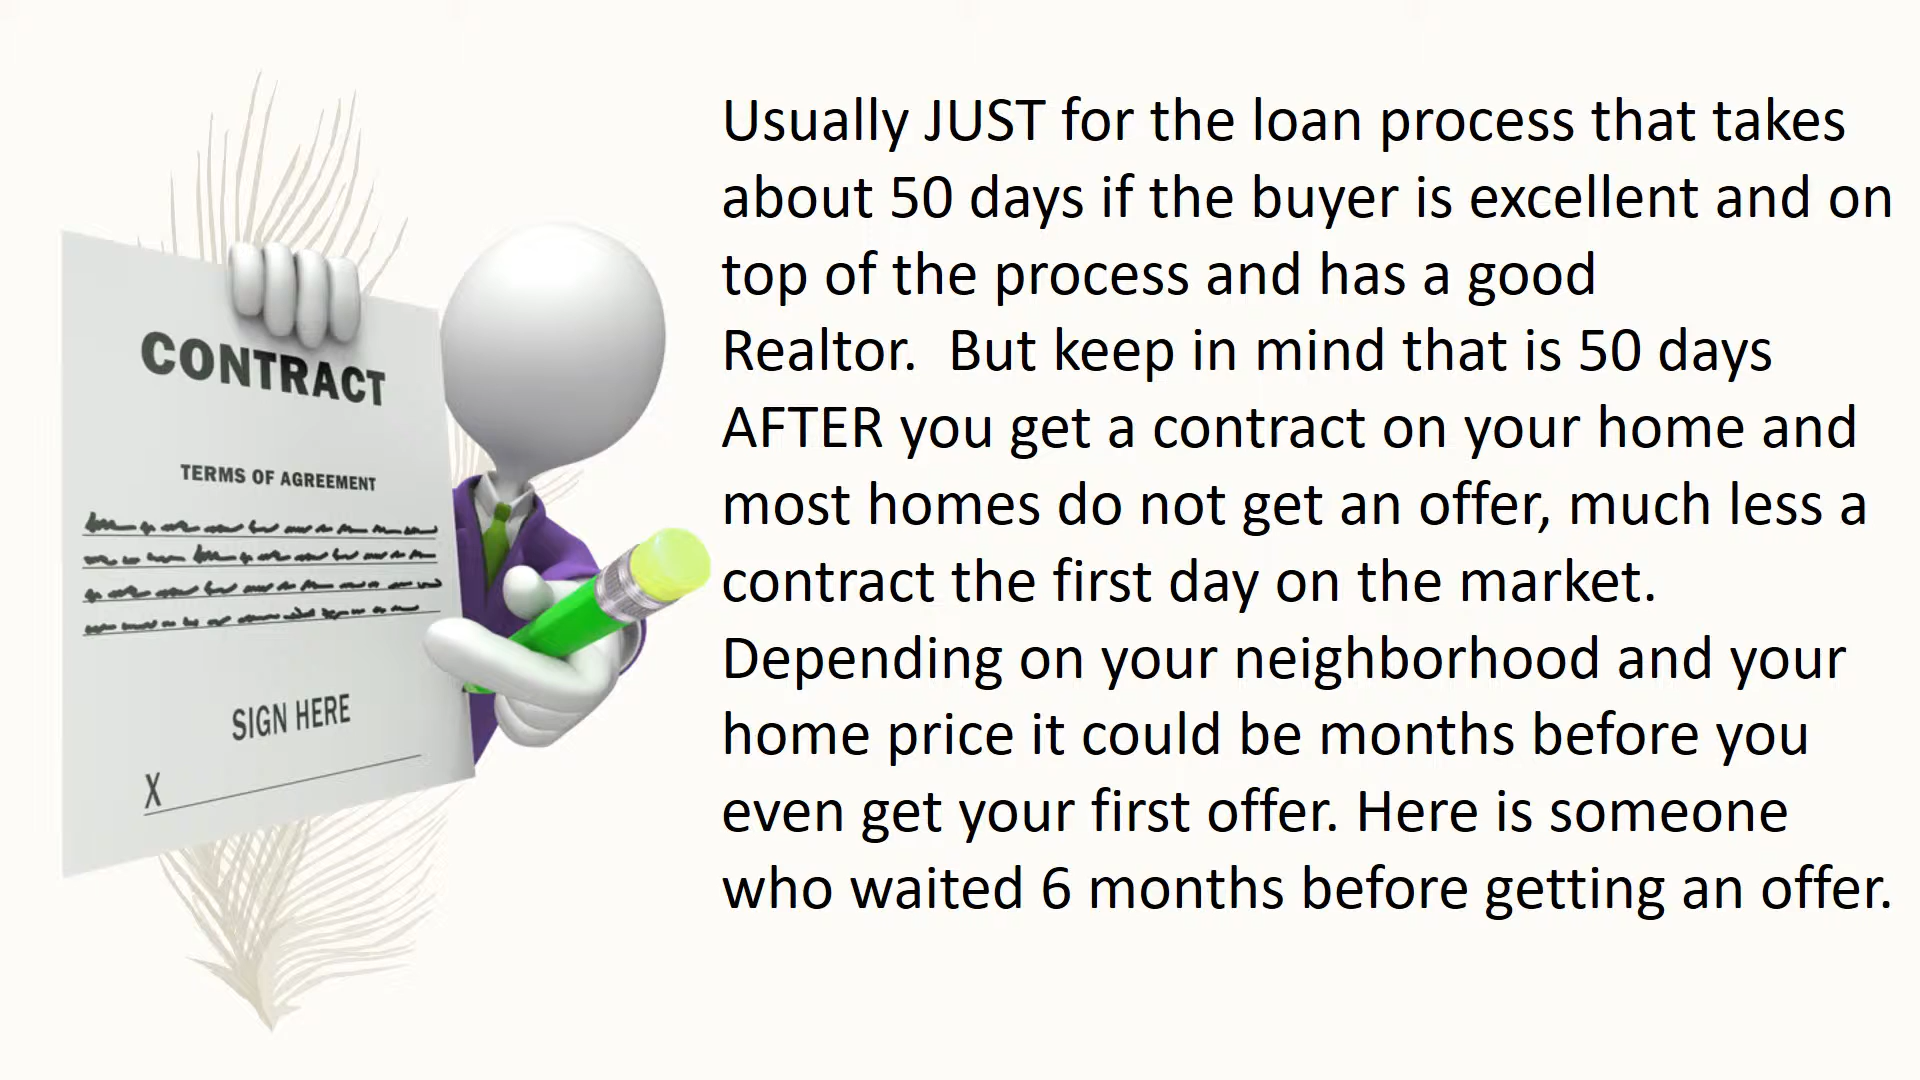 Usually JUST for the loan process that takes
about 50 days if the buyer is excellent and on
top of the process and has a good
Realtor.  But keep in mind that is 50 days
AFTER you get a contract on your home and
most homes do not get an offer, much less a
contract the first day on the market.
Depending on your neighborhood and your
home price it could be months before you
even get your first offer. Here is someone
who waited 6 months before getting an offer.
CONTRACT
TERMS OF AGREEMENT
SIGN HERE
X